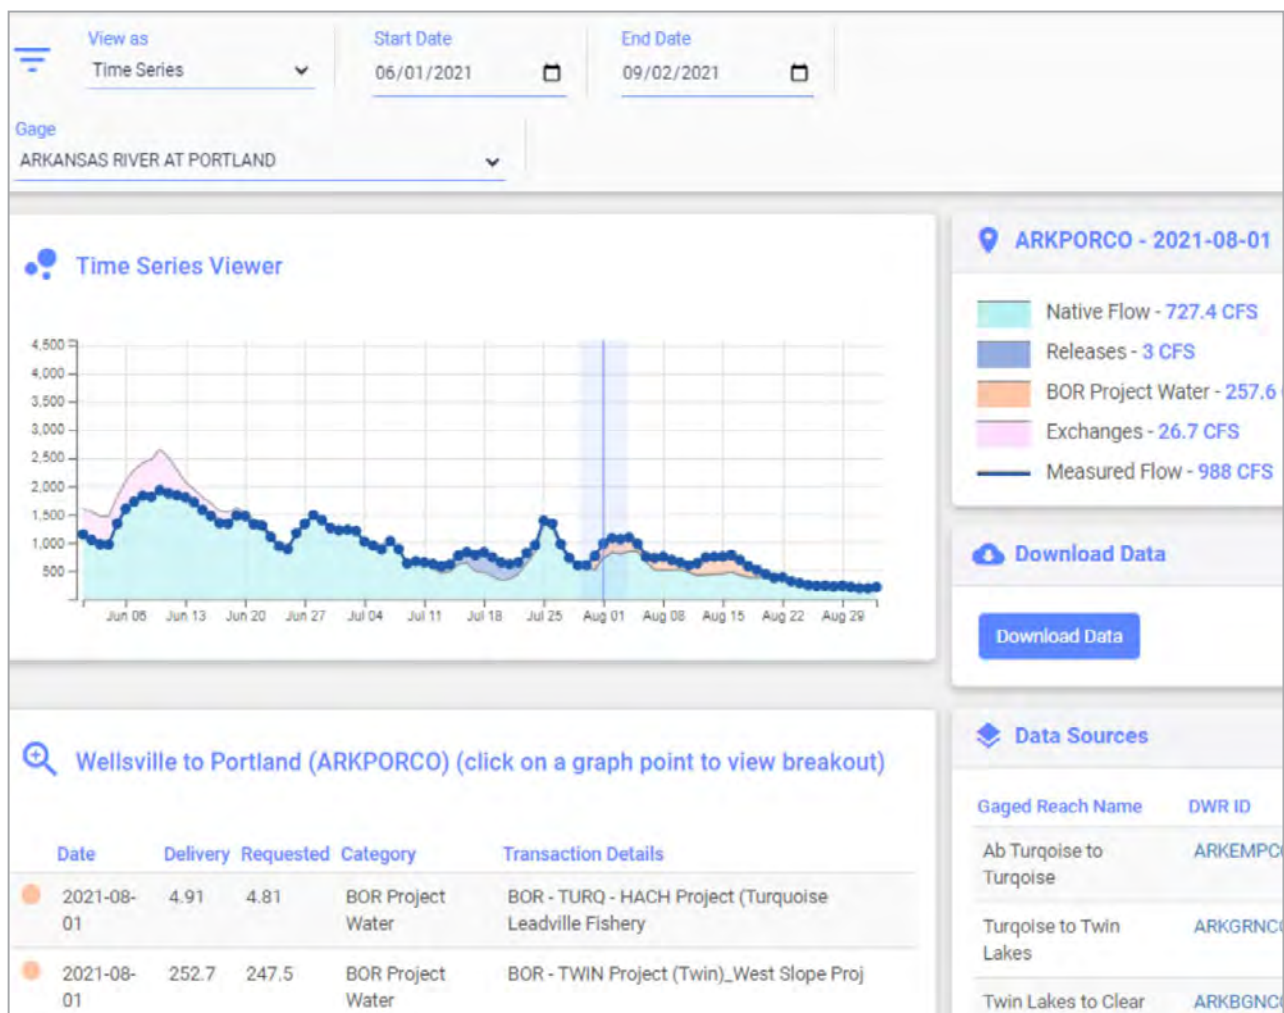 View as
Time Series
Start Date
06/01/2021
End Date
09/02/2021
Gage
ARKANSAS RIVER AT PORTLAND
Time Series Viewer
4,500
4,000
3,500
3,000
2,500
2,000
1,500
1,000
500
Jun 06 Jun 13 Jun 20 Jun 27 Jul 04 Jul 11 Jul 18 Jul 25 Aug 01 Aug 08 Aug 15 Aug 22 Aug 29
ARKPORCO - 2021-08-01
Native Flow - 727.4 CFS
Releases - 3 CFS
BOR Project Water - 257.6
Exchanges - 26.7 CFS
Measured Flow - 988 CFS
Download Data
Download Data
Wellsville to Portland (ARKPORCO) (click on a graph point to view breakout)
Date Delivery Requested Category Transaction Details
2021-08- 4.91 4.81 BOR Project BOR - TURQ - HACH Project (Turquoise
01 Water Leadville Fishery
2021-08- 252.7 247.5 BOR Project BOR - TWIN Project (Twin)_West Slope Proj
01 Water
Data Sources
Gaged Reach Name DWR ID
Ab Turqoise to ARKEMPC
Turqoise
Turqoise to Twin ARKGRNC
Lakes
Twin Lakes to Clear ARKBGNC